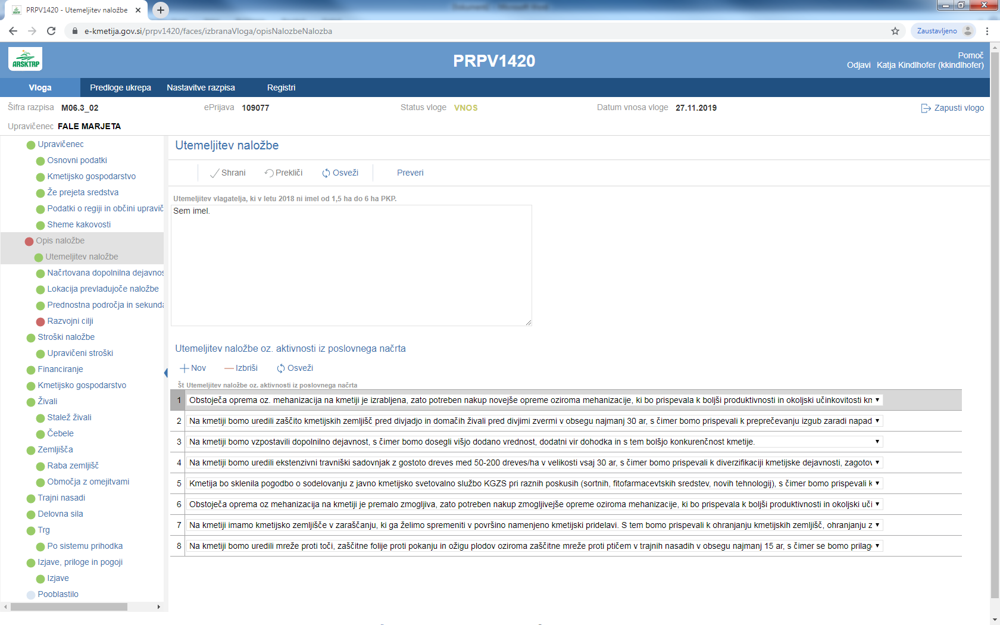 PRPV1420 - Utemeljitev naložbe
e-kmetija.gov.si/prpv1420/faces/izbranaVloga/opisNalozbeNalozba
Zaustavljeno
ARSKTRP
PRPV1420
Pomoč
Odjavi Katja Kindlhofer (kkindlhofer)
Vloga Predloge ukrepa Nastavitve razpisa Registri
Šifra razpisa M06.3_02 ePrijava 109077 Status vloge VNOS Datum vnosa vloge 27.11.2019 Zapusti vlogo
Upravičenec FALE MARJETA
Upravičenec
Osnovni podatki
Kmetijsko gospodarstvo
Že prejeta sredstva
Podatki o regiji in občini upravič
Sheme kakovosti
Opis naložbe
Utemeljitev naložbe
Načrtovana dopolnilna dejavnos
Lokacija prevladujoče naložbe
Prednostna področja in sekunda
Razvojni cilji
Stroški naložbe
Upravičeni stroški
Financiranje
Kmetijsko gospodarstvo
Živali
Stalež živali
Čebele
Zemljišča
Raba zemljišč
Območja z omejitvami
Trajni nasadi
Delovna sila
Trg
Po sistemu prihodka
Izjave, priloge in pogoji
Izjave
Pooblastilo
Utemeljitev naložbe
Shrani Prekliči Osveži Preveri
Utemeljitev vlagatelja, ki v letu 2018 ni imel od 1,5 ha do 6 ha PKP.
Sem imel.
Utemeljitev naložbe oz. aktivnosti iz poslovnega načrta
Nov Izbriši Osveži
Št Utemeljitev naložbe oz. aktivnosti iz poslovnega načrta
1 Obstoječa oprema oz. mehanizacija na kmetiji je izrabljena, zato potreben nakup novejše opreme oziroma mehanizacije, ki bo prispevala k boljši produktivnosti in okoljski učinkovitosti km
2 Na kmetiji bomo uredili zaščito kmetijskih zemljišč pred divjadjo in domačih živali pred divjimi zvermi v obsegu najmanj 30 ar, s čimer bomo prispevali k preprečevanju izgub zaradi napad
3 Na kmetiji bomo vzpostavili dopolnilno dejavnost, s čimer bomo dosegli višjo dodano vrednost, dodatni vir dohodka in s tem bolšjo konkurenčnost kmetije.
4 Na kmetiji bomo uredili ekstenzivni travniški sadovnjak z gostoto dreves med 50-200 dreves/ha v velikosti vsaj 30 ar, s čimer bomo prispevali k diverzifikaciji kmetijske dejavnosti, zagotov
5 Kmetija bo sklenila pogodbo o sodelovanju z javno kmetijsko svetovalno službo KGZS pri raznih poskusih (sortnih, fitofarmacevtskih sredstev, novih tehnologij), s čimer bomo prispevali k
6 Obstoječa oprema oz mehanizacija na kmetiji je premalo zmogljiva, zato potreben nakup zmogljivejše opreme oziroma mehanizacije, ki bo prispevala k boljši produktivnosti in okoljski uči
7 Na kmetiji imamo kmetijsko zemljišče v zaraščanju, ki ga želimo spremeniti v površino namenjeno kmetijski pridelavi. S tem bomo prispevali k ohranjanju kmetijskih zemljišč, ohranjanju z
8 Na kmetiji bomo uredili mreže proti toči, zaščitne folije proti pokanju in ožigu plodov oziroma zaščitne mreže proti ptičem v trajnih nasadih v obsegu najmanj 15 ar, s čimer se bomo prilag